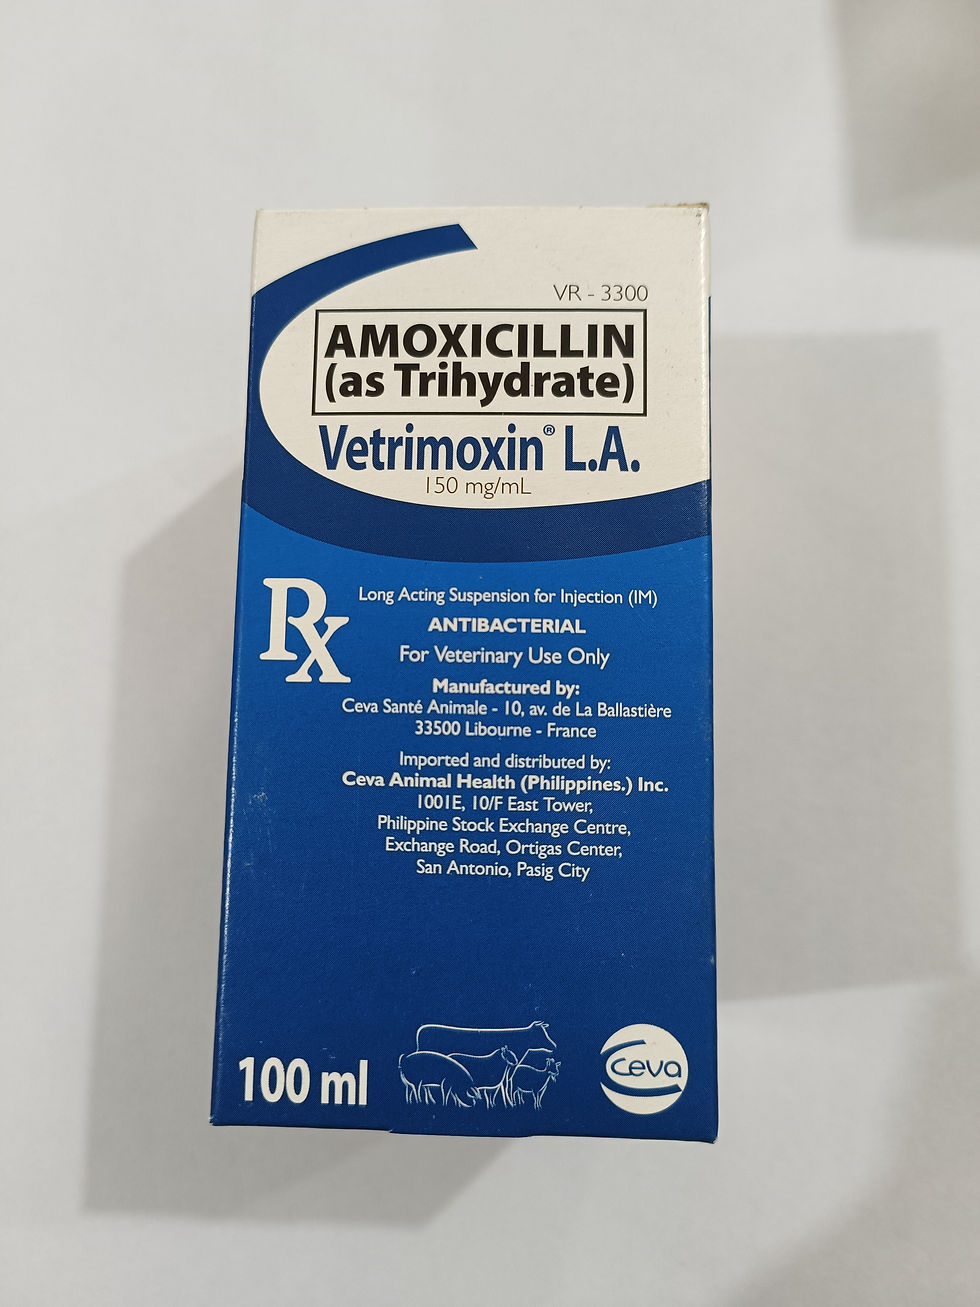 VR - 3300
AMOXICILLIN
(as Trihydrate)
Vetrimoxin® L.A.
150 mg/mL
Rx
Long Acting Suspension for Injection (IM)
ANTIBACTERIAL
For Veterinary Use Only
Manufactured by:
Ceva Santé Animale - 10, av. de La Ballastière
33500 Libourne - France
Imported and distributed by:
Ceva Animal Health (Philippines.) Inc.
1001E, 10/F East Tower,
Philippine Stock Exchange Centre,
Exchange Road, Ortigas Center,
San Antonio, Pasig City
100 ml
Ceva